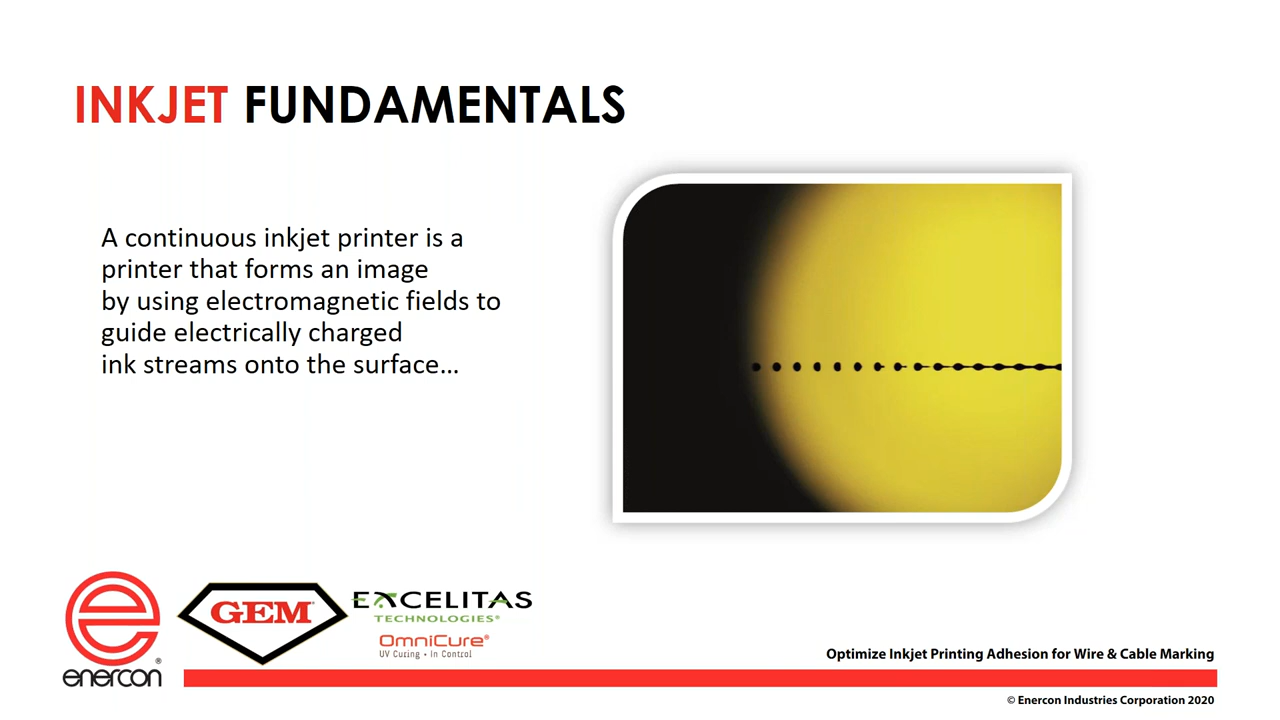 INKJET FUNDAMENTALS
A continuous inkjet printer is a
printer that forms an image
by using electromagnetic fields to
guide electrically charged
ink streams onto the surface...
enercon®
GEM®
EXCELITAS
TECHNOLOGIES®
OmniCure®
UV Curing • In Control
Optimize Inkjet Printing Adhesion for Wire & Cable Marking
© Enercon Industries Corporation 2020